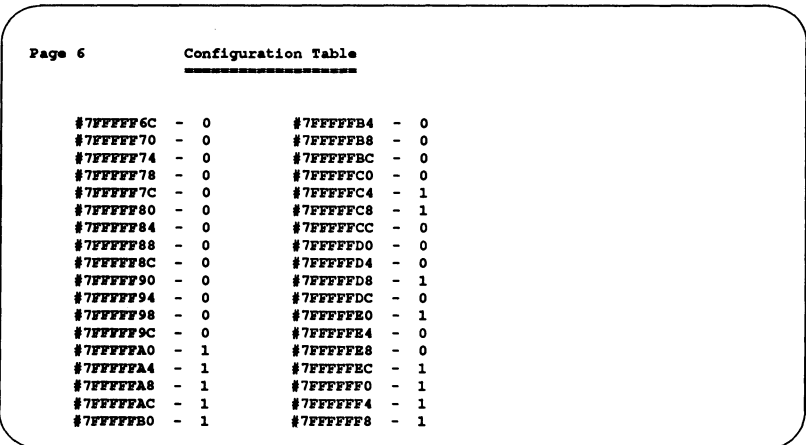 Page 6 Configuration Table
===================
#7FFFFF6C - 0 #7FFFFFB4 - 0
#7FFFFF70 - 0 #7FFFFFB8 - 0
#7FFFFF74 - 0 #7FFFFFBC - 0
#7FFFFF78 - 0 #7FFFFFC0 - 0
#7FFFFF7C - 0 #7FFFFFC4 - 1
#7FFFFF80 - 0 #7FFFFFC8 - 1
#7FFFFF84 - 0 #7FFFFFCC - 0
#7FFFFF88 - 0 #7FFFFFD0 - 0
#7FFFFF8C - 0 #7FFFFFD4 - 0
#7FFFFF90 - 0 #7FFFFFD8 - 1
#7FFFFF94 - 0 #7FFFFFDC - 0
#7FFFFF98 - 0 #7FFFFFE0 - 1
#7FFFFF9C - 0 #7FFFFFE4 - 0
#7FFFFFA0 - 1 #7FFFFFE8 - 0
#7FFFFFA4 - 1 #7FFFFFEC - 1
#7FFFFFA8 - 1 #7FFFFFF0 - 1
#7FFFFFAC - 1 #7FFFFFF4 - 1
#7FFFFFB0 - 1 #7FFFFFF8 - 1